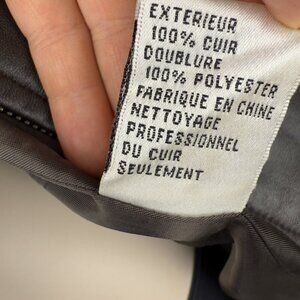 EXTERIEUR
100% CUIR
DOUBLURE
100% POLYESTER
FABRIQUE EN CHINE
NETTOYAGE
PROFESSIONNEL
DU CUIR
SEULEMENT